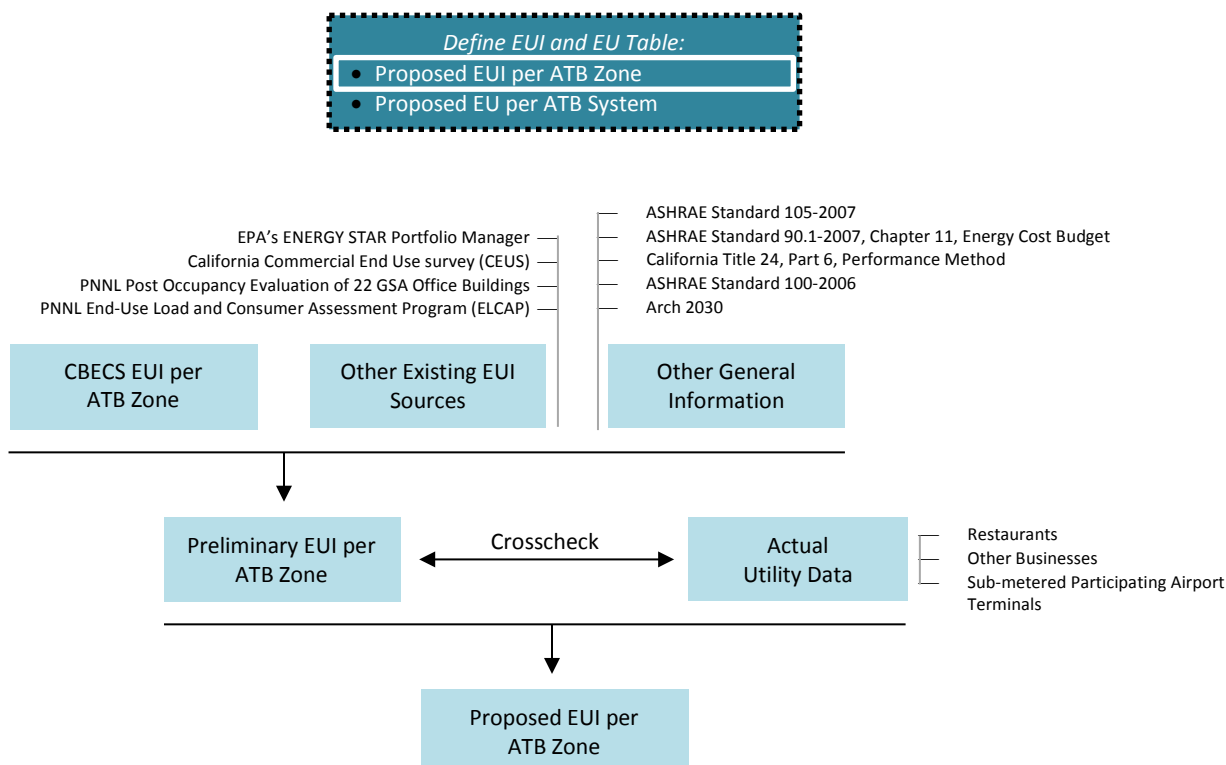 Define EUI and EU Table:
• Proposed EUI per ATB Zone
• Proposed EU per ATB System
EPA's ENERGY STAR Portfolio Manager
California Commercial End Use survey (CEUS)
PNNL Post Occupancy Evaluation of 22 GSA Office Buildings
PNNL End-Use Load and Consumer Assessment Program (ELCAP)
ASHRAE Standard 105-2007
ASHRAE Standard 90.1-2007, Chapter 11, Energy Cost Budget
California Title 24, Part 6, Performance Method
ASHRAE Standard 100-2006
Arch 2030
CBECS EUI per
ATB Zone
Other Existing EUI
Sources
Other General
Information
Preliminary EUI per
ATB Zone
Crosscheck
Actual
Utility Data
Restaurants
Other Businesses
Sub-metered Participating Airport
Terminals
Proposed EUI per
ATB Zone